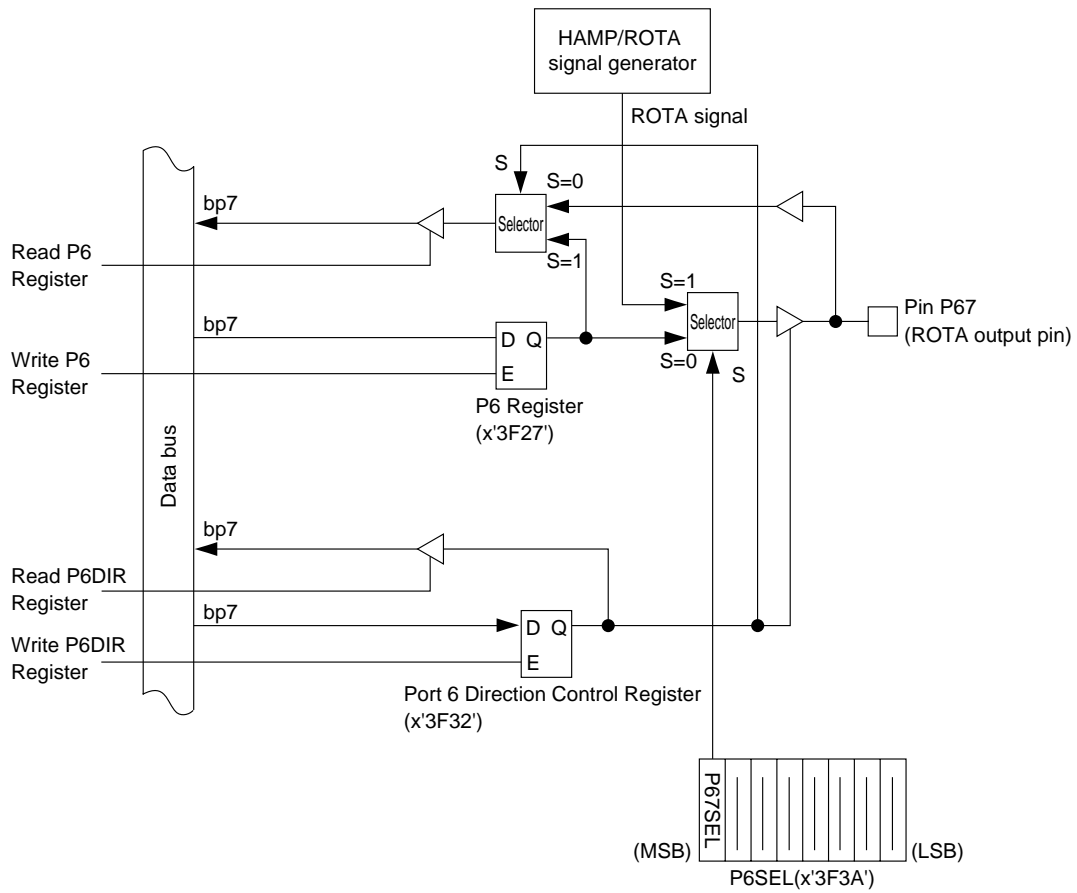 HAMP/ROTA
signal generator
ROTA signal
S
S=0
bp7
Selector
Read P6
Register
S=1
S=1
bp7
Selector
Pin P67
(ROTA output pin)
D Q
Write P6
Register
E
S=0
S
P6 Register
(x'3F27')
Data bus
bp7
Read P6DIR
Register
bp7
D Q
Write P6DIR
Register
E
Port 6 Direction Control Register
(x'3F32')
P67SEL
(MSB)
(LSB)
P6SEL(x'3F3A')